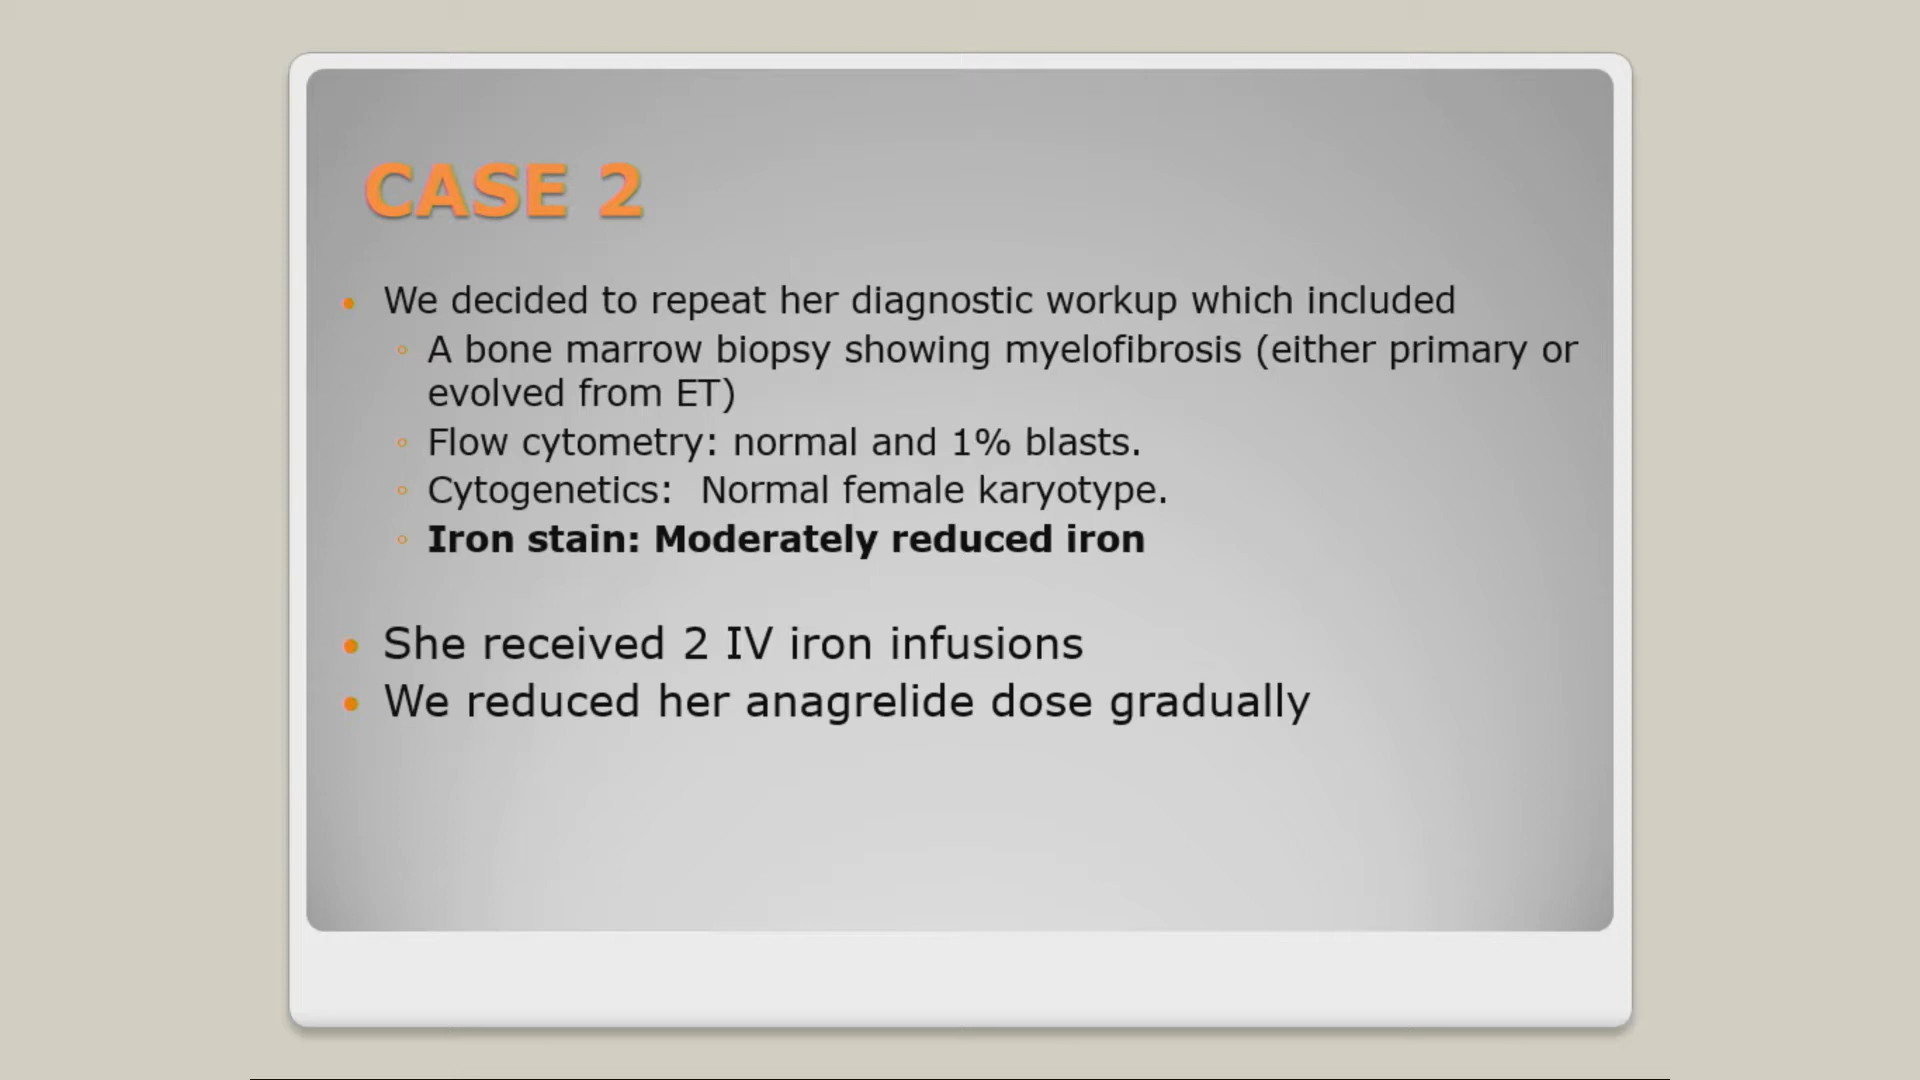 CASE 2
• We decided to repeat her diagnostic workup which included
◦ A bone marrow biopsy showing myelofibrosis (either primary or
evolved from ET)
◦ Flow cytometry: normal and 1% blasts.
◦ Cytogenetics:  Normal female karyotype.
◦ Iron stain: Moderately reduced iron
• She received 2 IV iron infusions
• We reduced her anagrelide dose gradually